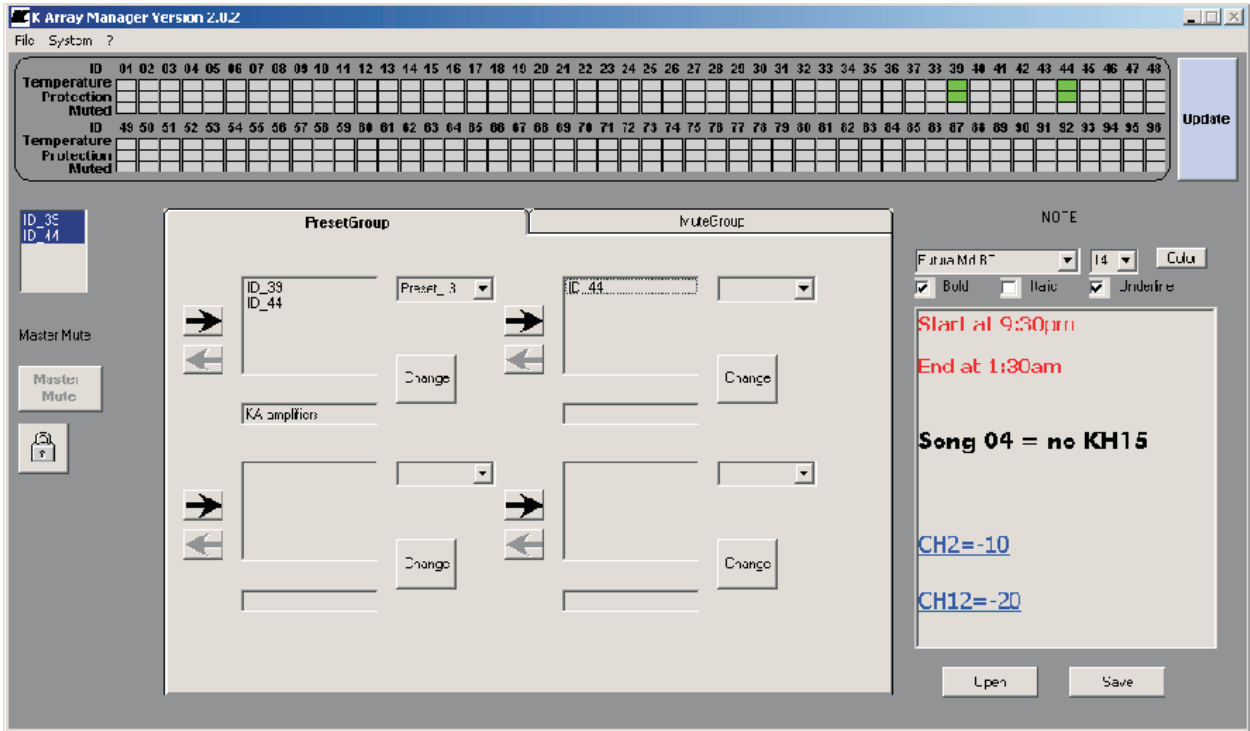 K Array Manager Version 2.0.2
File System ?
ID 01 02 03 04 05 06 07 08 09 10 11 12 13 14 15 16 17 18 19 20 21 22 23 24 25 26 27 28 29 30 31 32 33 34 35 36 37 38 39 40 41 42 43 44 45 46 47 48
Temperature
Protection
Muted
ID 49 50 51 52 53 54 55 56 57 58 59 60 61 62 63 64 65 66 67 68 69 70 71 72 73 74 75 76 77 78 79 80 81 82 83 84 85 86 87 88 89 90 91 92 93 94 95 96
Temperature
Protection
Muted
Update
ID_39
ID_44
Master Mute
Master
Mute
PresetGroup
MuteGroup
ID_39
ID_44
Preset_ 3
Change
KA amplifiers
ID_44
Change
Change
Change
NOTE
Futura Md BT
14
Color
Bold
Italic
Underline
Start at 9:30pm
End at 1:30am
Song 04 = no KH15
CH2=-10
CH12=-20
Open
Save